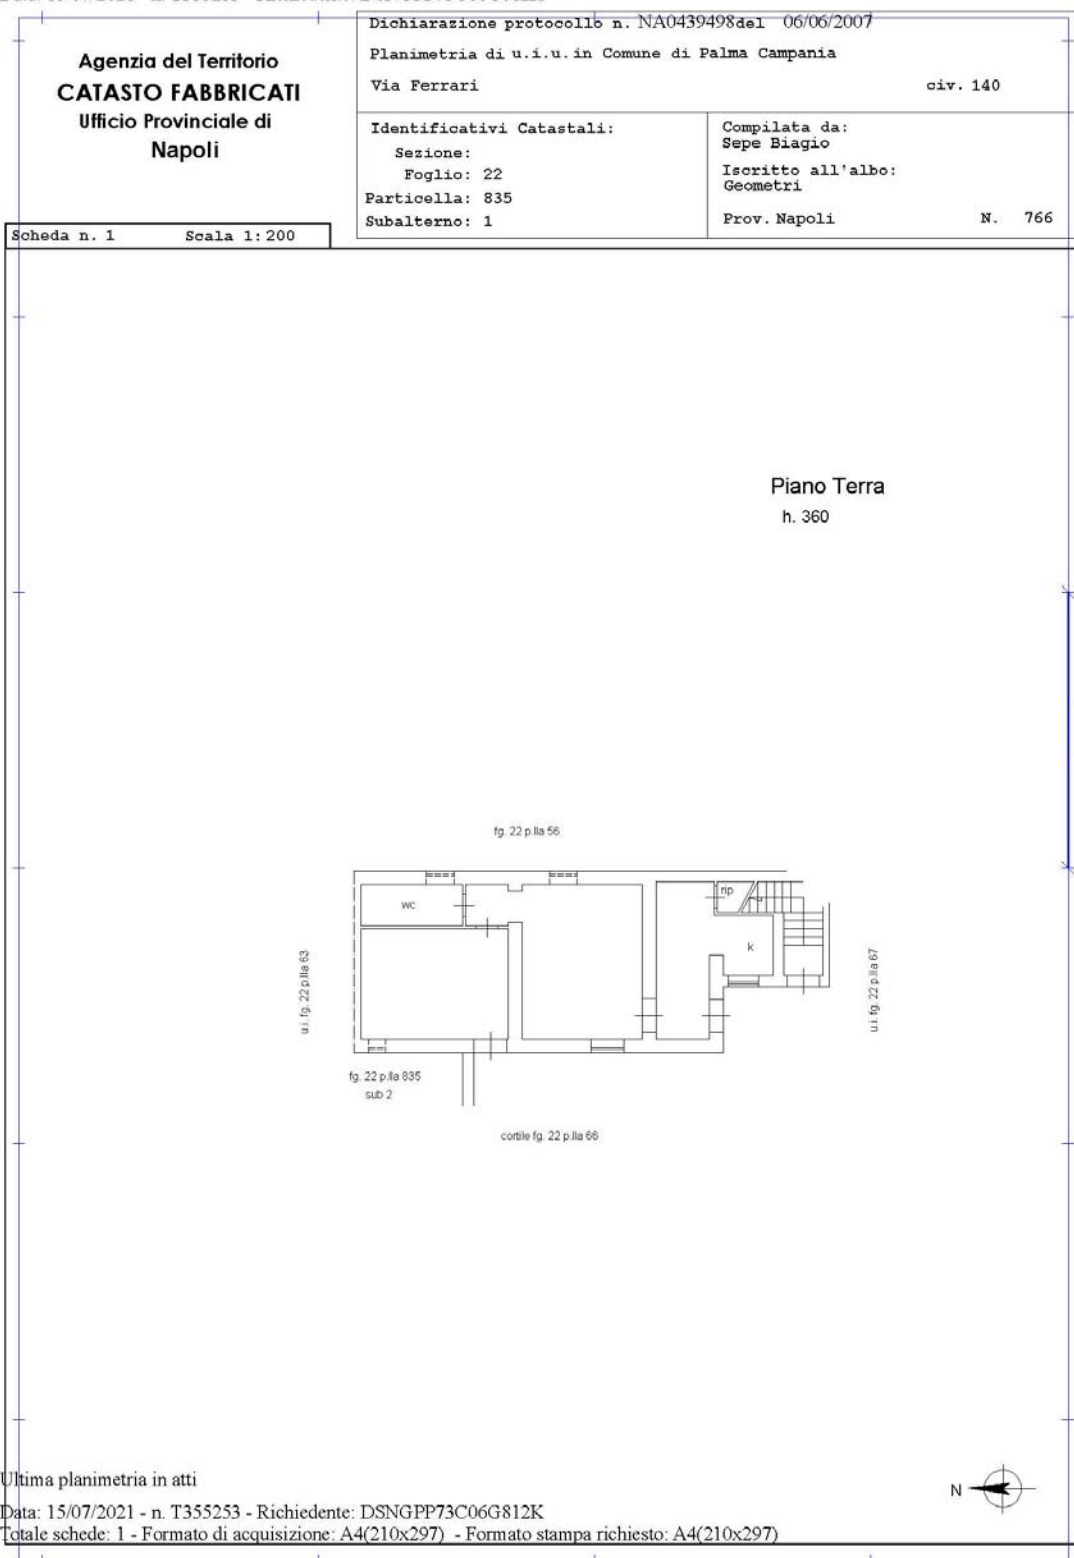 Agenzia del Territorio
CATASTO FABBRICATI
Ufficio Provinciale di
Napoli
Dichiarazione protocollo n. NA0439498del 06/06/2007
Planimetria di u.i.u. in Comune di Palma Campania
Via Ferrari civ. 140
Identificativi Catastali:
Sezione:
Foglio: 22
Particella: 835
Subalterno: 1
Compilata da:
Sepe Biagio
Iscritto all'albo:
Geometri
Prov. Napoli N. 766
Scheda n. 1 Scala 1:200
Piano Terra
h. 360
fg. 22 p.lla 56
wc
rip
k
u.i. fg. 22 p.lla 63
u.i. fg. 22 p.lla 67
fg. 22 p.lla 835
sub 2
cortile fg. 22 p.lla 66
N
Ultima planimetria in atti
Data: 15/07/2021 - n. T355253 - Richiedente: DSNGPP73C06G812K
Totale schede: 1 - Formato di acquisizione: A4(210x297) - Formato stampa richiesto: A4(210x297)